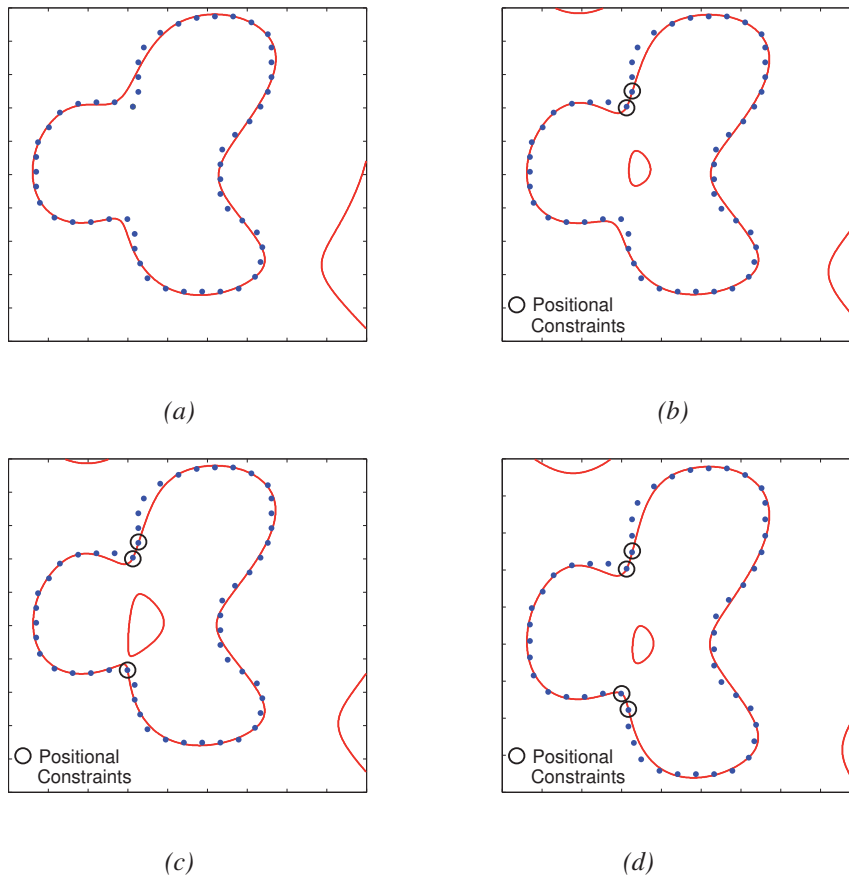 Positional
Constraints
(a)
(b)
Positional
Constraints
Positional
Constraints
(c)
(d)